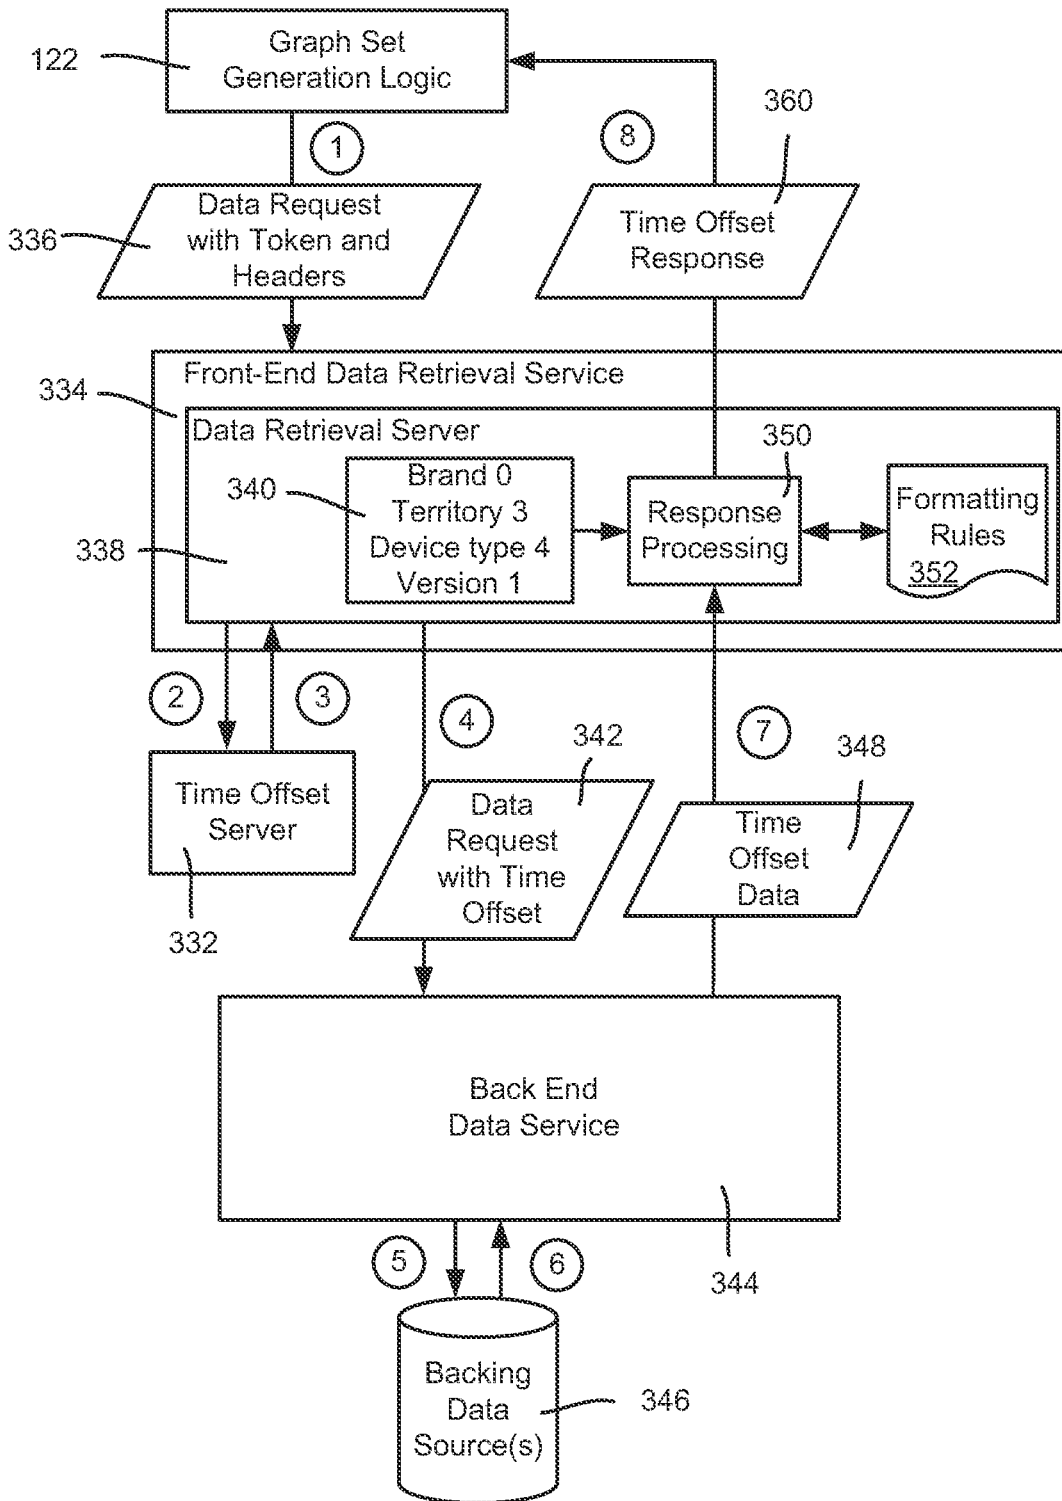 Graph Set
Generation Logic
122
1
8
360
Data Request
with Token and
Headers
336
Time Offset
Response
Front-End Data Retrieval Service
334
Data Retrieval Server
350
340
Brand 0
Territory 3
Device type 4
Version 1
Response
Processing
Formatting
Rules
352
338
2
3
4
7
342
348
Time Offset
Server
332
Data
Request
with Time
Offset
Time
Offset
Data
Back End
Data Service
344
5
6
Backing
Data
Source(s)
346